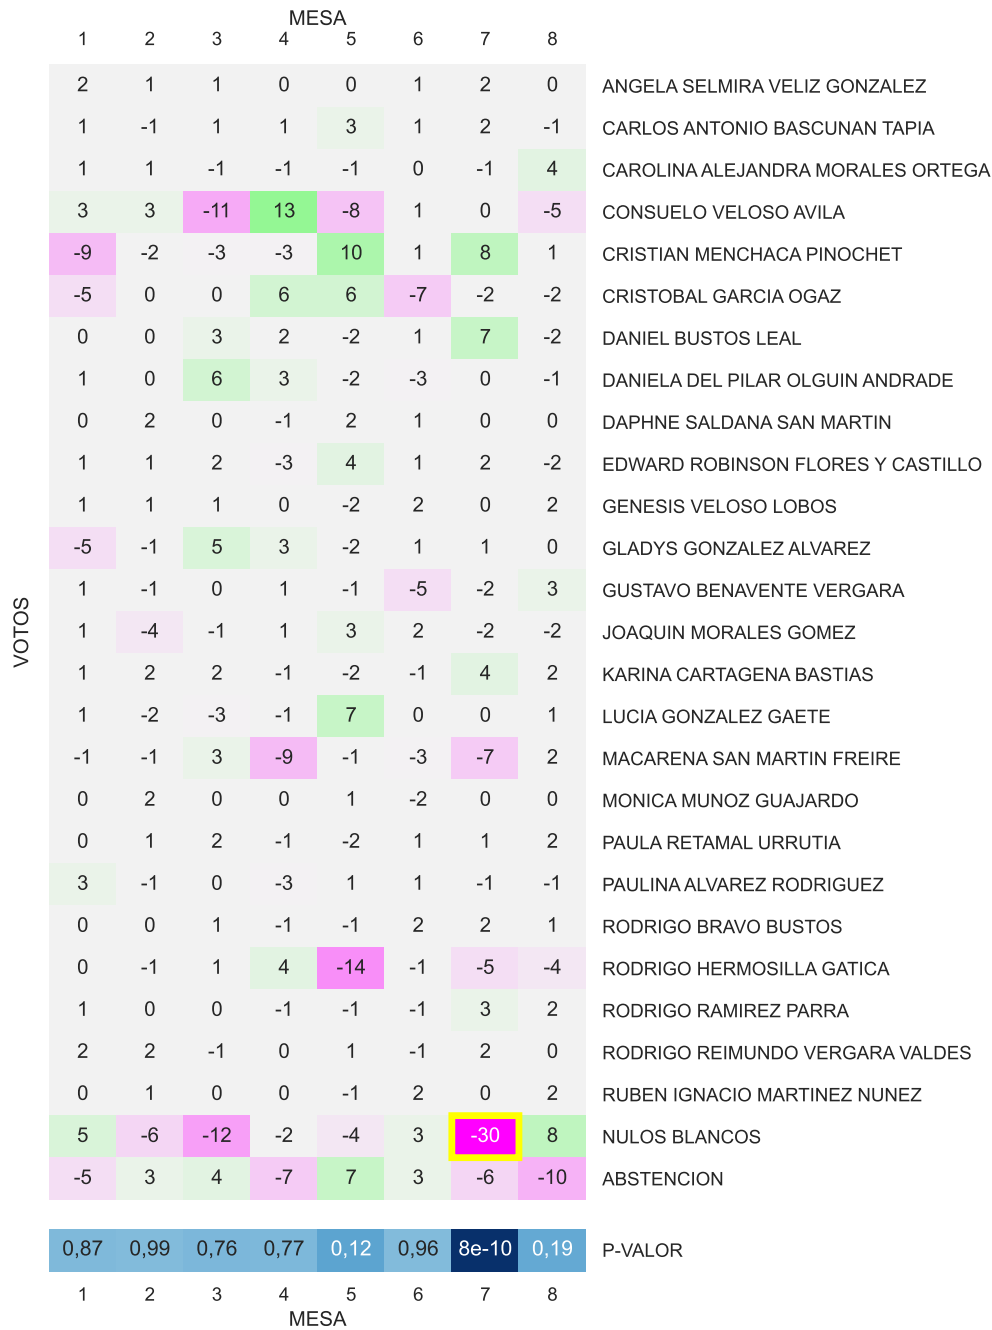 MESA
1 2 3 4 5 6 7 8
2 1 1 0 0 1 2 0 ANGELA SELMIRA VELIZ GONZALEZ
1 -1 1 1 3 1 2 -1 CARLOS ANTONIO BASCUNAN TAPIA
1 1 -1 -1 -1 0 -1 4 CAROLINA ALEJANDRA MORALES ORTEGA
3 3 -11 13 -8 1 0 -5 CONSUELO VELOSO AVILA
-9 -2 -3 -3 10 1 8 1 CRISTIAN MENCHACA PINOCHET
-5 0 0 6 6 -7 -2 -2 CRISTOBAL GARCIA OGAZ
0 0 3 2 -2 1 7 -2 DANIEL BUSTOS LEAL
1 0 6 3 -2 -3 0 -1 DANIELA DEL PILAR OLGUIN ANDRADE
0 2 0 -1 2 1 0 0 DAPHNE SALDANA SAN MARTIN
1 1 2 -3 4 1 2 -2 EDWARD ROBINSON FLORES Y CASTILLO
1 1 1 0 -2 2 0 2 GENESIS VELOSO LOBOS
-5 -1 5 3 -2 1 1 0 GLADYS GONZALEZ ALVAREZ
1 -1 0 1 -1 -5 -2 3 GUSTAVO BENAVENTE VERGARA
VOTOS
1 -4 -1 1 3 2 -2 -2 JOAQUIN MORALES GOMEZ
1 2 2 -1 -2 -1 4 2 KARINA CARTAGENA BASTIAS
1 -2 -3 -1 7 0 0 1 LUCIA GONZALEZ GAETE
-1 -1 3 -9 -1 -3 -7 2 MACARENA SAN MARTIN FREIRE
0 2 0 0 1 -2 0 0 MONICA MUNOZ GUAJARDO
0 1 2 -1 -2 1 1 2 PAULA RETAMAL URRUTIA
3 -1 0 -3 1 1 -1 -1 PAULINA ALVAREZ RODRIGUEZ
0 0 1 -1 -1 2 2 1 RODRIGO BRAVO BUSTOS
0 -1 1 4 -14 -1 -5 -4 RODRIGO HERMOSILLA GATICA
1 0 0 -1 -1 -1 3 2 RODRIGO RAMIREZ PARRA
2 2 -1 0 1 -1 2 0 RODRIGO REIMUNDO VERGARA VALDES
0 1 0 0 -1 2 0 2 RUBEN IGNACIO MARTINEZ NUNEZ
5 -6 -12 -2 -4 3 -30 8 NULOS BLANCOS
-5 3 4 -7 7 3 -6 -10 ABSTENCION
0,87 0,99 0,76 0,77 0,12 0,96 8e-10 0,19 P-VALOR
1 2 3 4 5 6 7 8
MESA